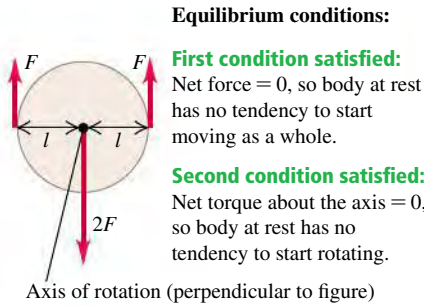 Equilibrium conditions:
F
F
First condition satisfied:
Net force = 0, so body at rest
has no tendency to start
moving as a whole.
l
l
Second condition satisfied:
Net torque about the axis = 0,
so body at rest has no
tendency to start rotating.
2F
Axis of rotation (perpendicular to figure)